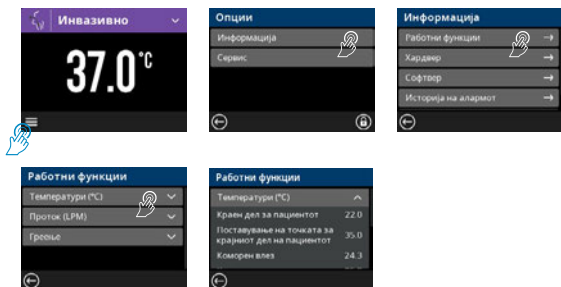 Инвазивно
37.0°C
Опции
Информација
Сервис
Информација
Работни функции
Хардвер
Софтвер
Историја на алармот
Работни функции
Температури (°C)
Проток (LPM)
Греење
Работни функции
Температури (°C)
Краен дел за пациентот 22.0
Поставување на точката за
крајниот дел на пациентот 35.0
Коморен влез 24.3